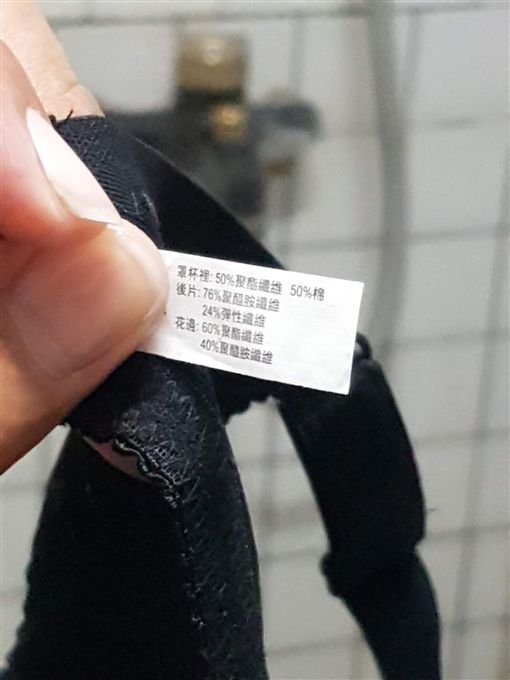 罩杯裡: 50%聚酯纖維 50%棉
後片: 76%聚醯胺纖維
24%彈性纖維
花邊: 60%聚酯纖維
40%聚醯胺纖維